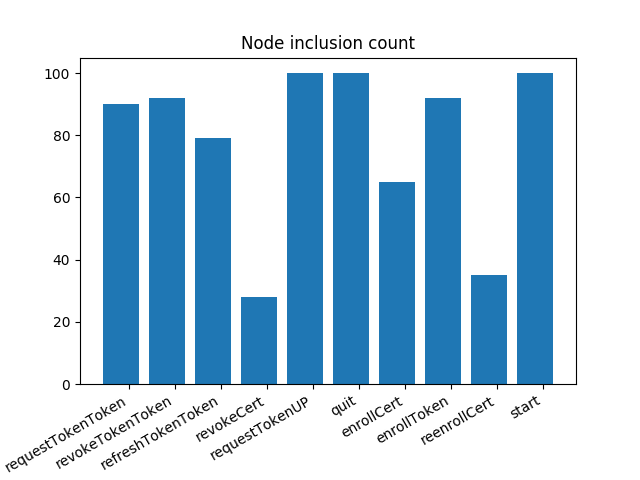 Node inclusion count
100
80
60
40
20
0
requestTokenToken
revokeTokenToken
refreshTokenToken
revokeCert
requestTokenUP
quit
enrollCert
enrollToken
reenrollCert
start